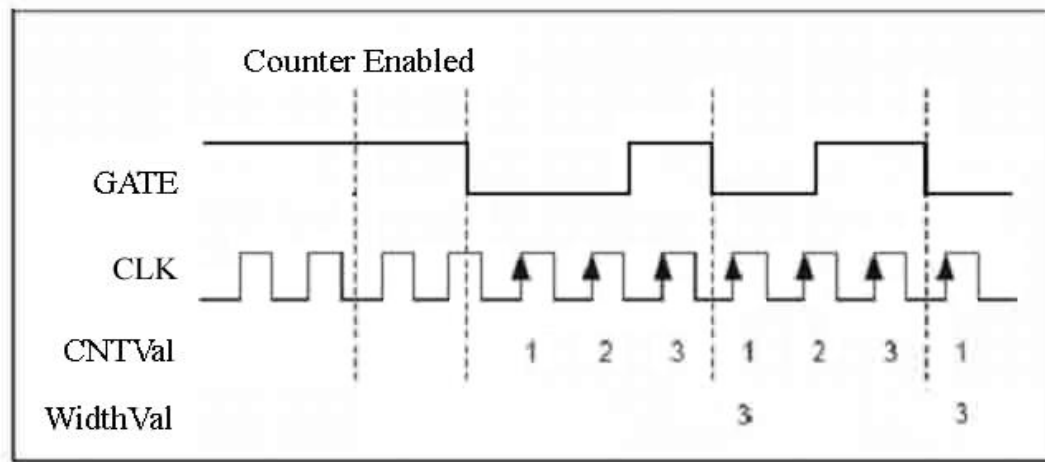 Counter Enabled
GATE
CLK
CNTVal 1 2 3 1 2 3 1
WidthVal 3 3